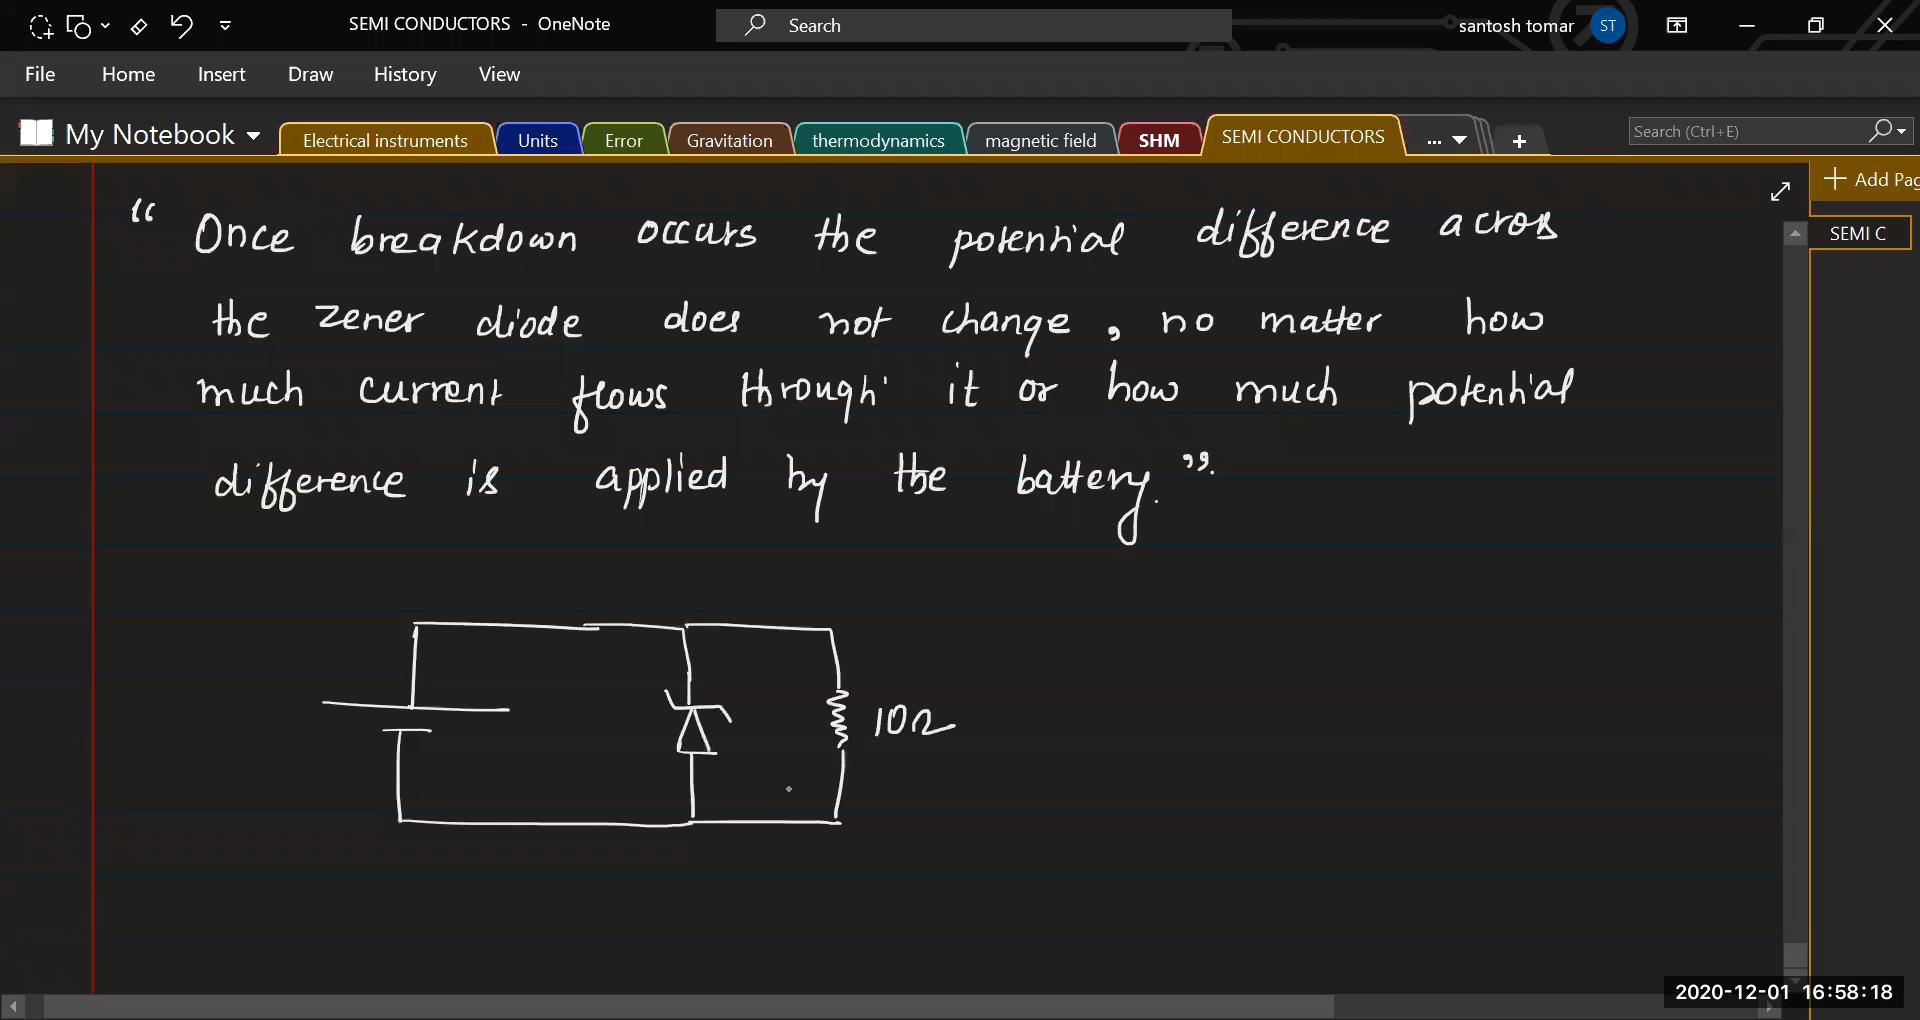 SEMI CONDUCTORS - OneNote
Search
santosh tomar
ST
File Home Insert Draw History View
My Notebook
Electrical instruments
Units
Error
Gravitation
thermodynamics
magnetic field
SHM
SEMI CONDUCTORS
...
+
Search (Ctrl+E)
+ Add Pag
SEMI C
“ Once breakdown occurs the potential difference across
the zener diode does not change, no matter how
much current flows through it or how much potential
difference is applied by the battery.”.
10Ω
2020-12-01 16:58:18